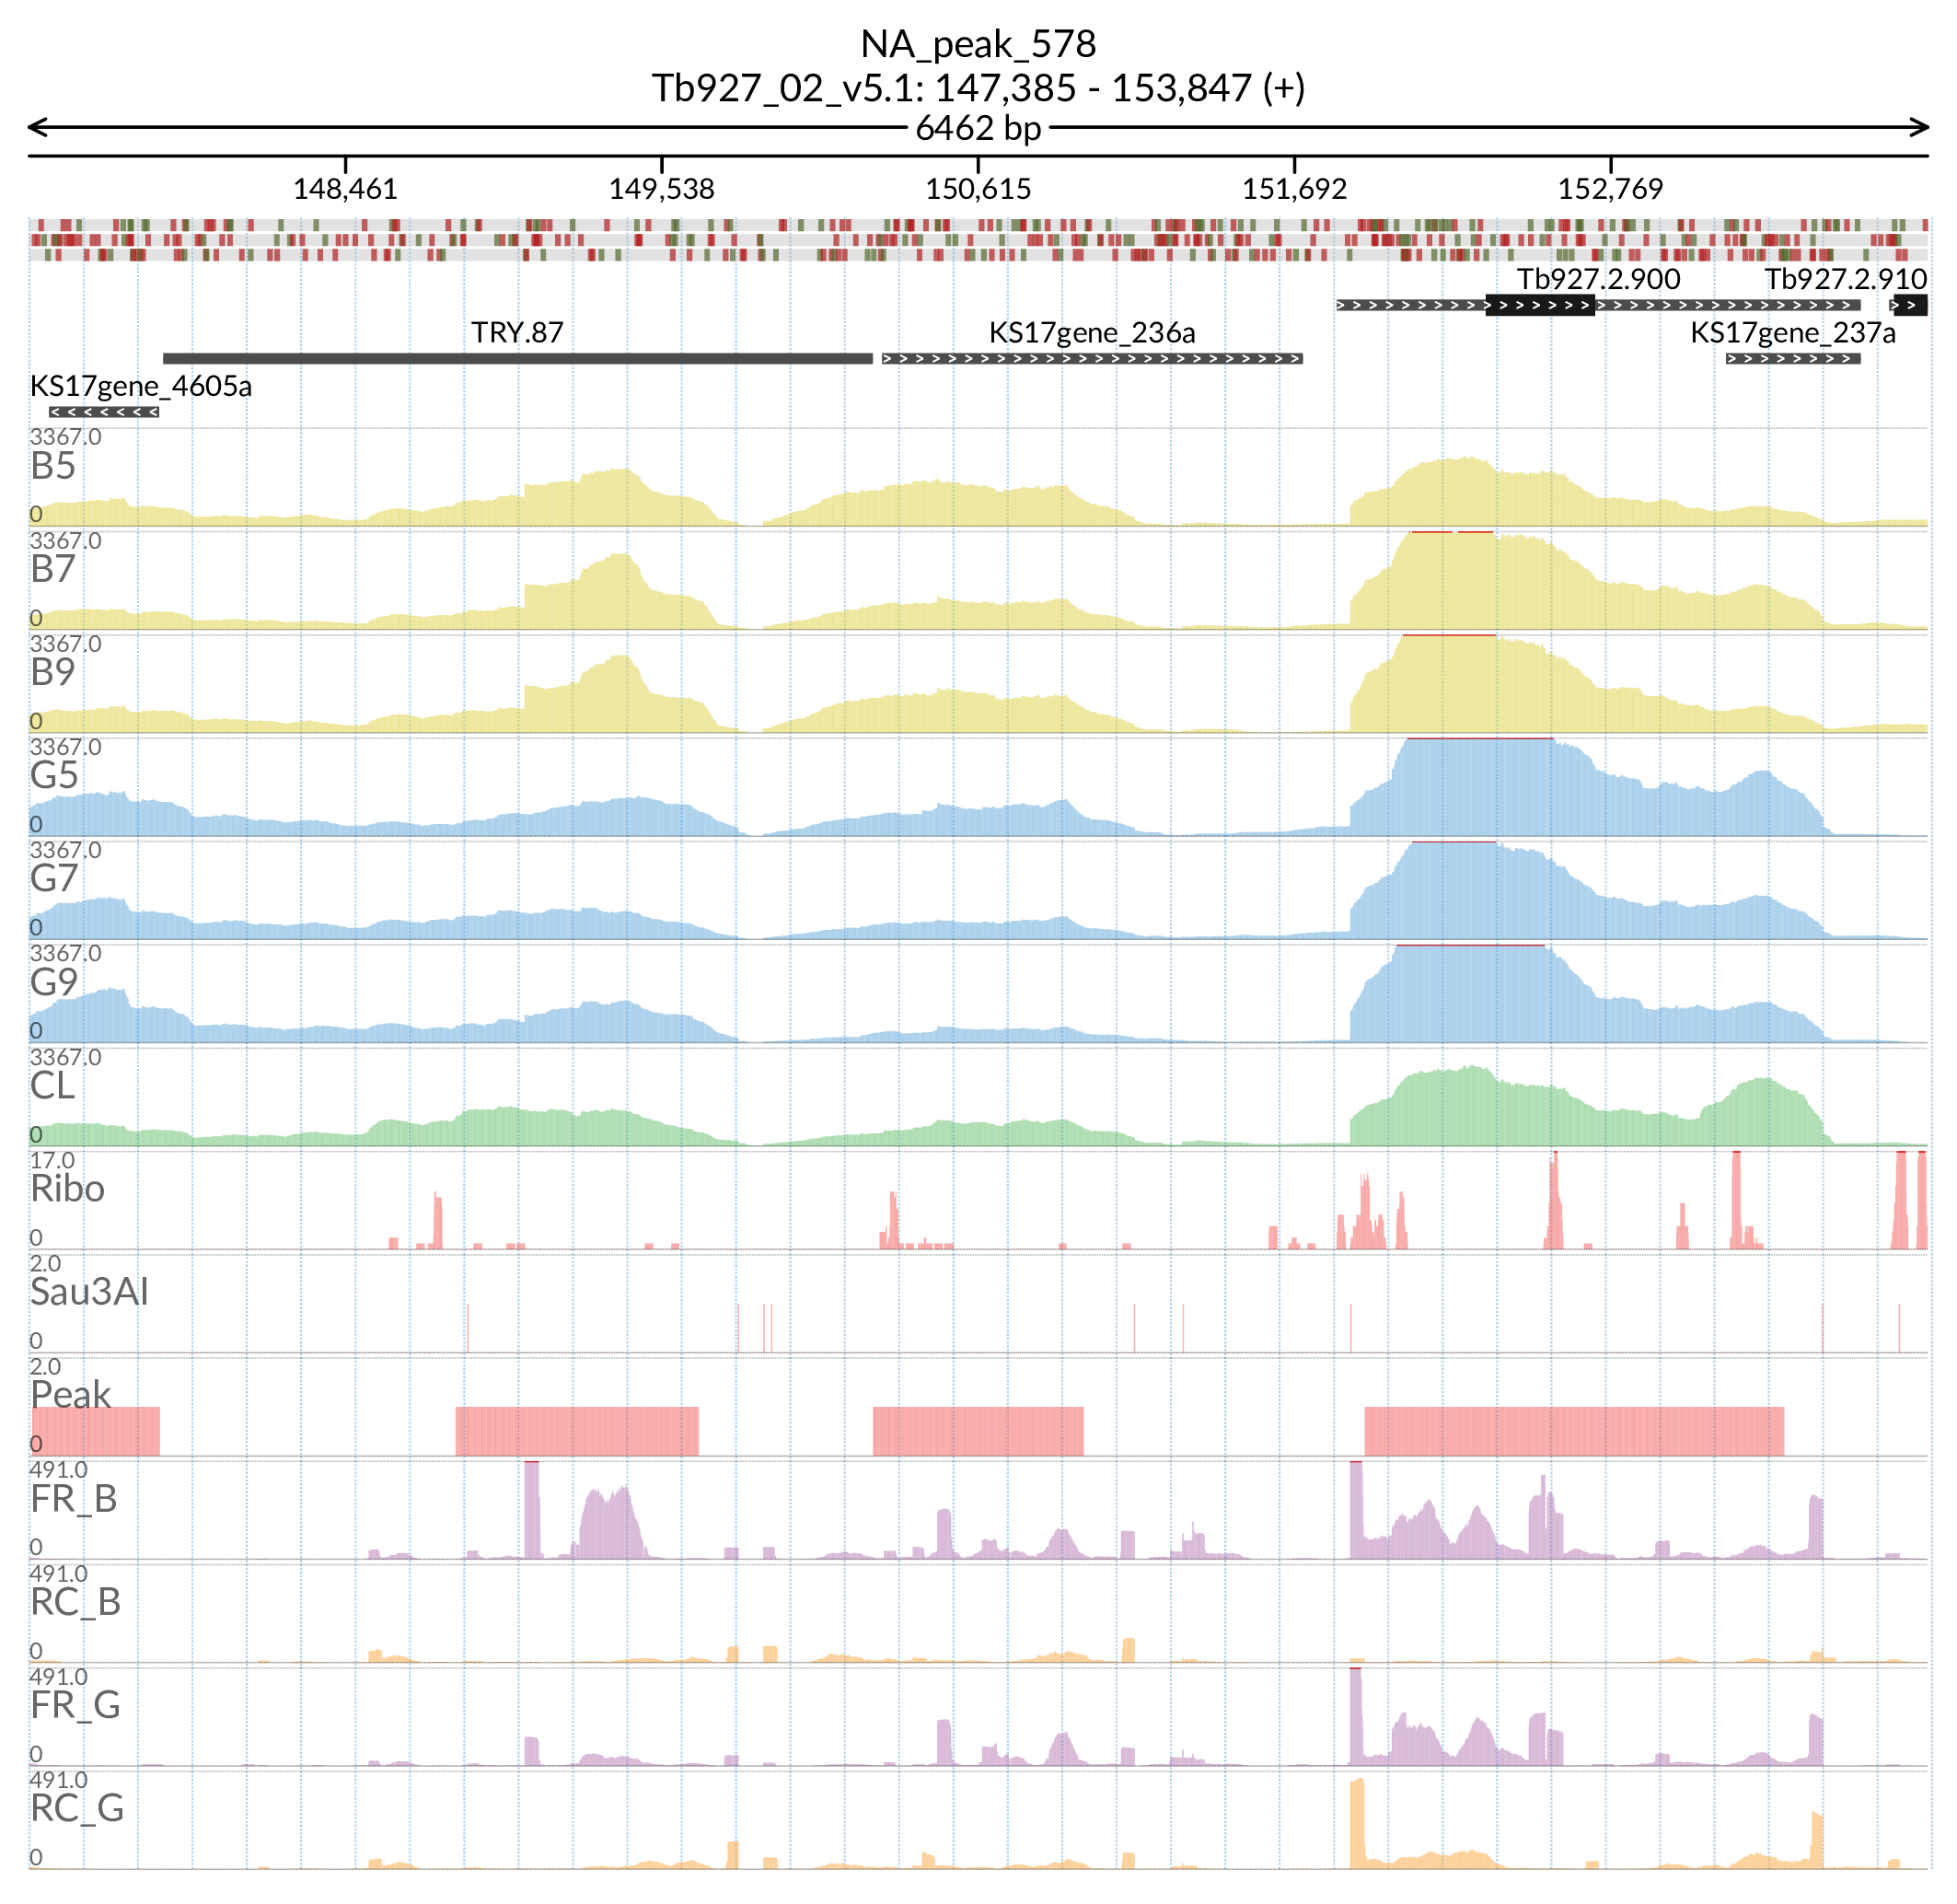 NA_peak_578
Tb927_02_v5.1: 147,385 - 153,847 (+)
6462 bp
148,461 149,538 150,615 151,692 152,769
Tb927.2.900 Tb927.2.910
TRY.87 KS17gene_236a KS17gene_237a
KS17gene_4605a
3367.0
B5
0
3367.0
B7
0
3367.0
B9
0
3367.0
G5
0
3367.0
G7
0
3367.0
G9
0
3367.0
CL
0
17.0
Ribo
0
2.0
Sau3AI
0
2.0
Peak
0
491.0
FR_B
0
491.0
RC_B
0
491.0
FR_G
0
491.0
RC_G
0